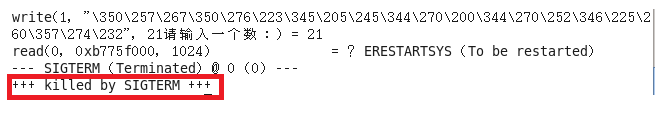 write(1, "\350\257\267\350\276\223\345\205\245\344\270\200\344\270\252\346\225\2
60\357\274\232", 21请输入一个数：) = 21
read(0, 0xb775f000, 1024)               = ? ERESTARTSYS (To be restarted)
--- SIGTERM (Terminated) @ 0 (0) ---
+++ killed by SIGTERM +++